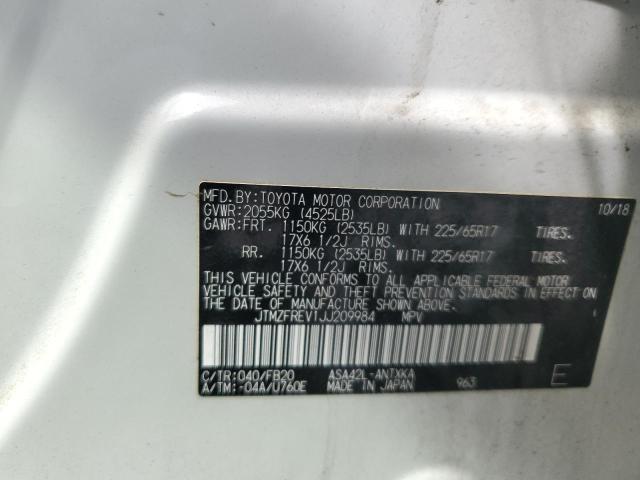 MFD.BY:TOYOTA MOTOR CORPORATION 10/18
GVWR:2055KG (4525LB)
GAWR:FRT. 1150KG (2535LB) WITH 225/65R17 TIRES.
17X6 1/2J RIMS.
RR. 1150KG (2535LB) WITH 225/65R17 TIRES.
17X6 1/2J RIMS.
THIS VEHICLE CONFORMS TO ALL APPLICABLE FEDERAL MOTOR
VEHICLE SAFETY AND THEFT PREVENTION STANDARDS IN EFFECT ON
THE DATE OF MANUFACTURE SHOWN ABOVE.
JTMZFREV1JJ209984 MPV
C/TR:040/FB20 ASA42L-ANTXKA 963 E
A/TM:-04A/U760E MADE IN JAPAN